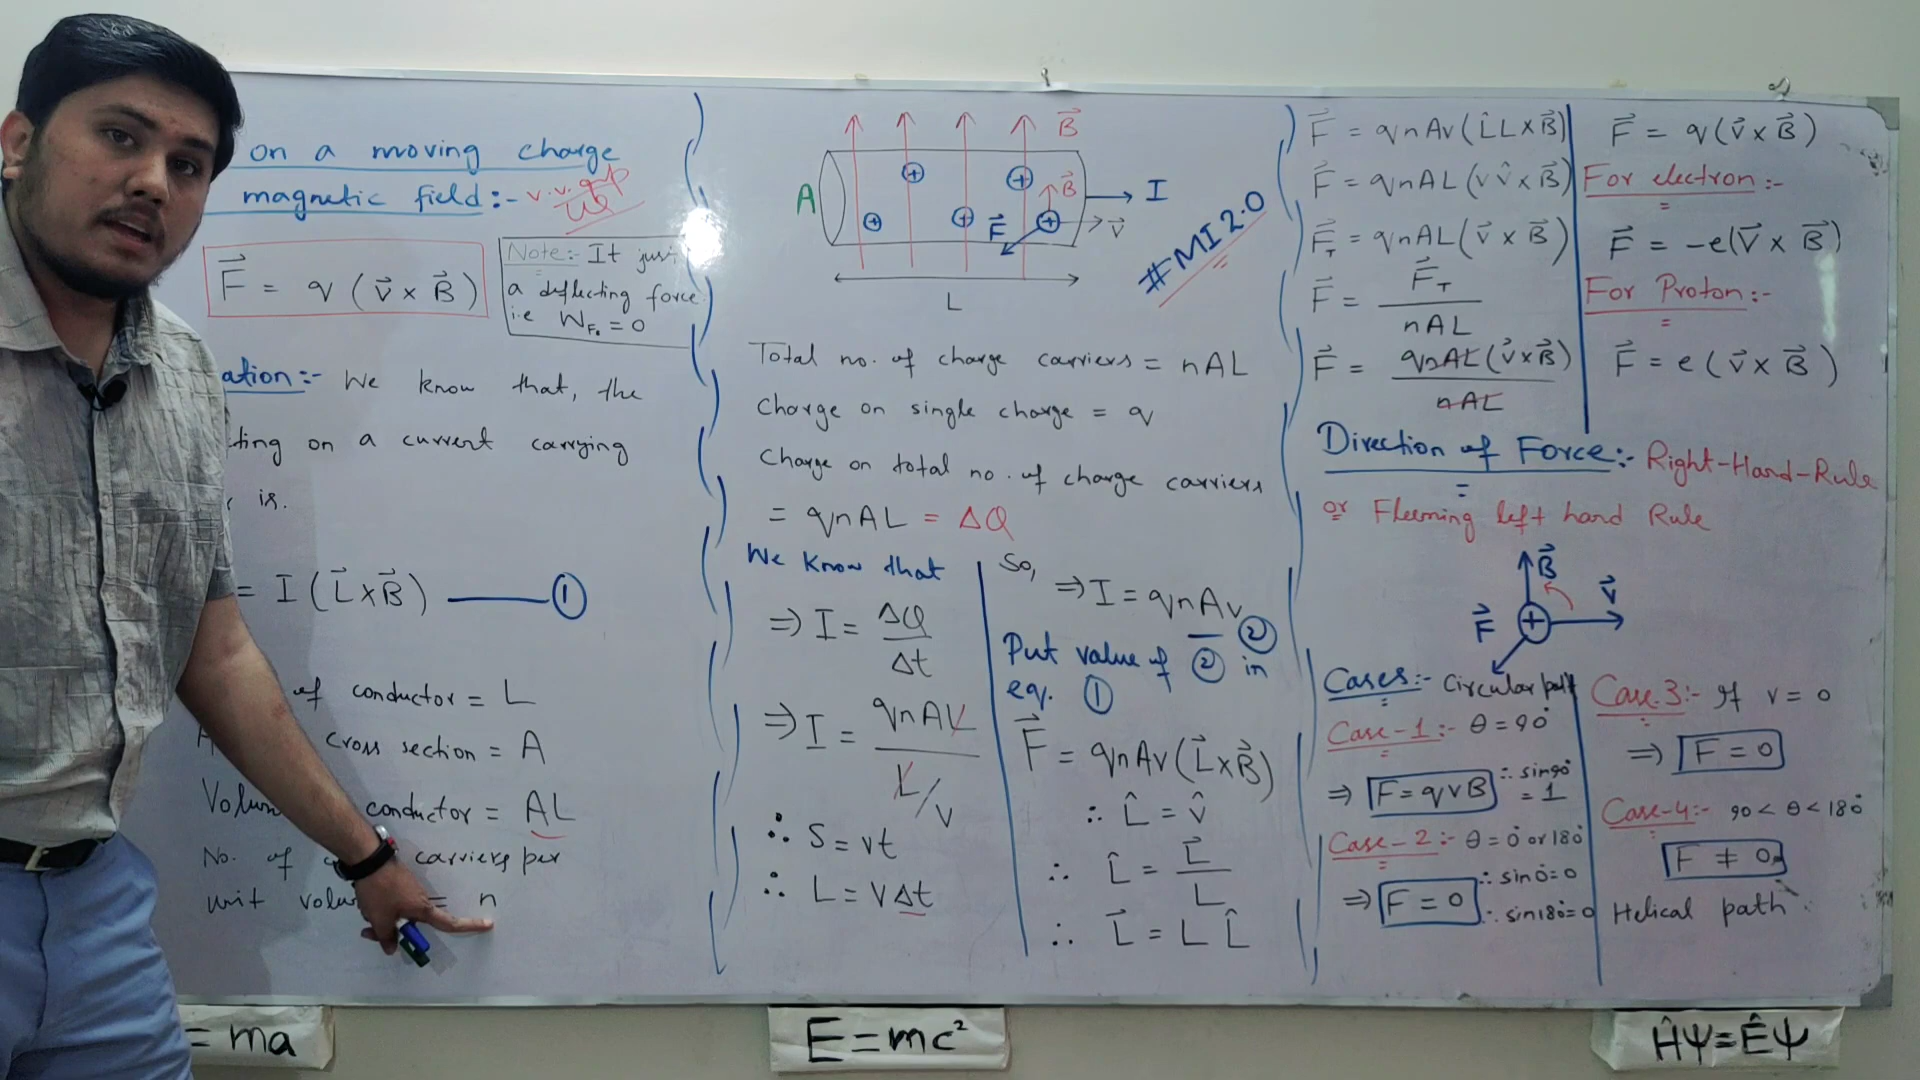 on a moving charge
magnetic field:- v.v.
F⃗ = q (v⃗ × B⃗)
Note:- It just
a deflecting force
i.e W_F_B = 0
ation:- We know that, the
ting on a current carrying
is.
= I (L⃗ × B⃗) ——— ①
of conductor = L
A cross section = A
Volum conductor = AL
No. of carriers per
unit volu = n
B⃗
A
B⃗
I
F⃗
v⃗
L
#MI 2.0
Total no. of charge carriers = nAL
Charge on single charge = q
Charge on total no. of charge carriers
= qnAL = ΔQ
We Know that
⇒ I = ΔQ / Δt
⇒ I = qnAL / L/v
∴ S = vt
∴ L = vΔt
So,
⇒ I = qnAv — ②
Put value of ② in
eq. ①
F⃗ = qnAv (L⃗ × B⃗)
∴ L̂ = v̂
∴ L̂ = L⃗ / L
∴ L⃗ = L L̂
F⃗ = qnAv (L̂L × B⃗)
F⃗ = qnAL (v v̂ × B⃗)
F⃗_T = qnAL (v⃗ × B⃗)
F⃗ = F⃗_T / nAL
F⃗ = qnAL (v⃗ × B⃗) / nAL
F⃗ = q (v⃗ × B⃗)
For electron:-
F⃗ = -e (v⃗ × B⃗)
For Proton:-
F⃗ = e (v⃗ × B⃗)
Direction of Force:- Right-Hand-Rule
or Fleeming left hand Rule
B⃗
v⃗
F⃗
Cases:- Circular path
Case-1:- θ = 90°
⇒ F = qvB ∴ sin90° = 1
Case-2:- θ = 0° or 180°
⇒ F = 0 ∴ sin0° = 0
∴ sin180° = 0
Case.3:- If v = 0
⇒ F = 0
Case-4:- 90 < θ < 180°
F ≠ 0
Helical path
= ma
E = mc²
ĤΨ = ÊΨ